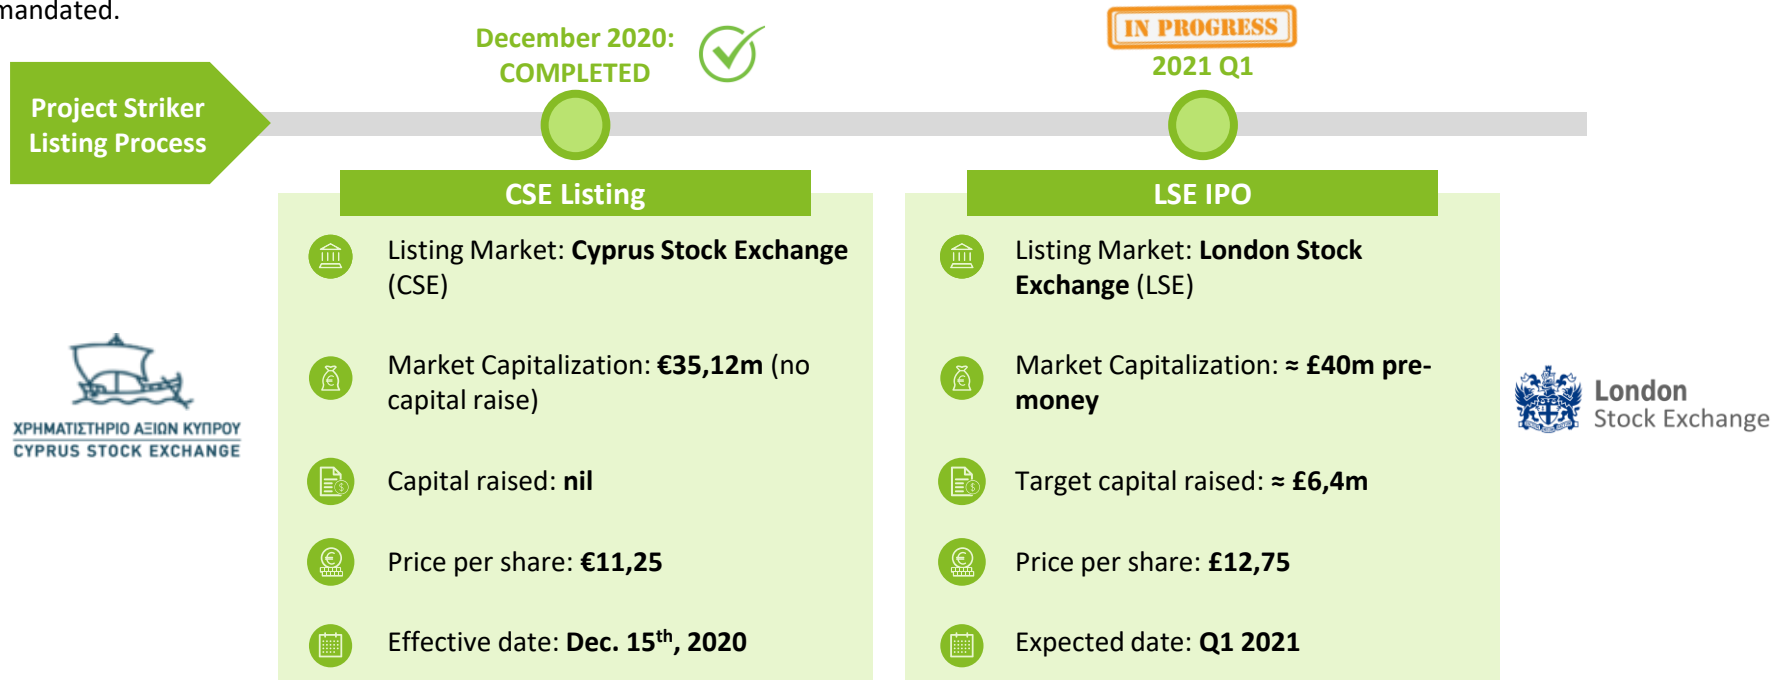 mandated.
December 2020:
COMPLETED
IN PROGRESS
2021 Q1
Project Striker
Listing Process
CSE Listing
Listing Market: Cyprus Stock Exchange
(CSE)
Market Capitalization: €35,12m (no
capital raise)
Capital raised: nil
Price per share: €11,25
Effective date: Dec. 15th, 2020
LSE IPO
Listing Market: London Stock
Exchange (LSE)
Market Capitalization: ≈ £40m pre-
money
Target capital raised: ≈ £6,4m
Price per share: £12,75
Expected date: Q1 2021
ΧΡΗΜΑΤΙΣΤΗΡΙΟ ΑΞΙΩΝ ΚΥΠΡΟΥ
CYPRUS STOCK EXCHANGE
London
Stock Exchange